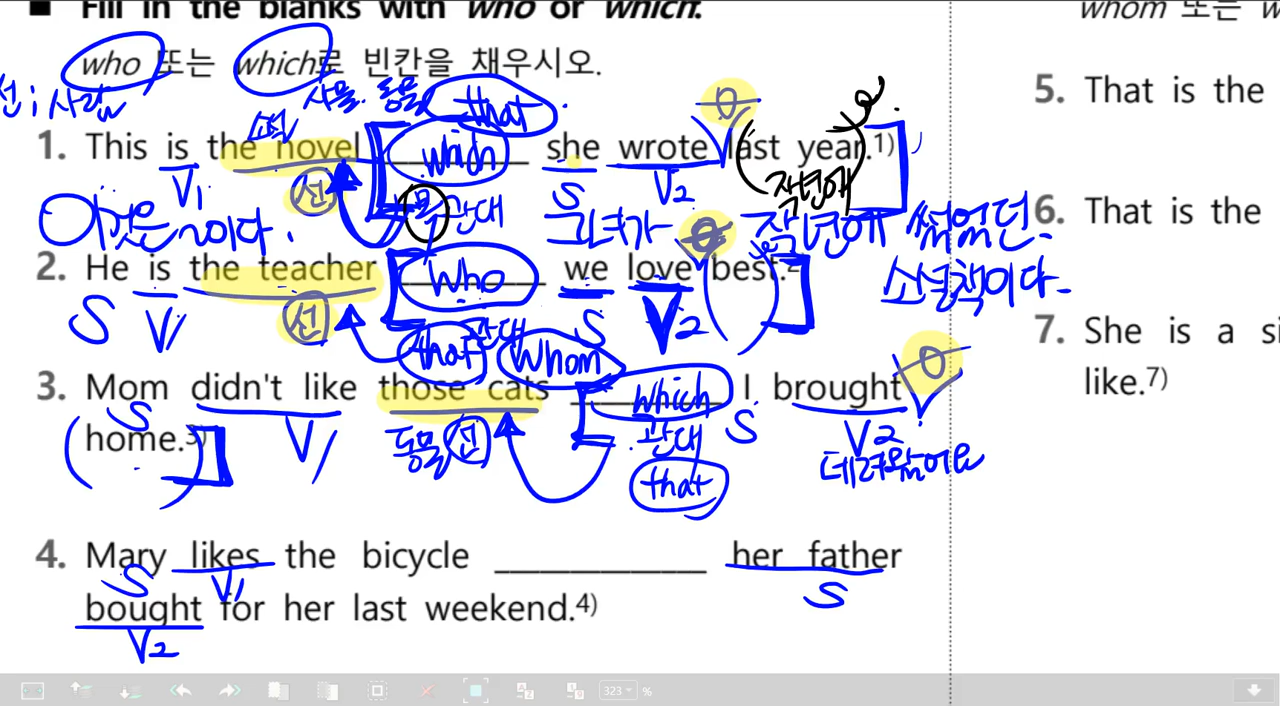 ■ Fill in the blanks with who or which.
who 또는 which로 빈칸을 채우시오.
선; 사람 사물. 동물 that
1. This is the novel which she wrote last year.1)
V1 선 관대 S V2 작년에
이것은 ~이다. 그녀가 작년에 썼었던
소설책이다.
2. He is the teacher who we love best.
S V1 선 관대 S V2
that whom
3. Mom didn't like those cats which I brought
S V1 동물 선 관대 S V2
home.3) that 데려왔어요
4. Mary likes the bicycle ____________ her father
S V1 S
bought for her last weekend.4)
V2
whom 또는
5. That is the
6. That is the
7. She is a si
like.7)
323 %